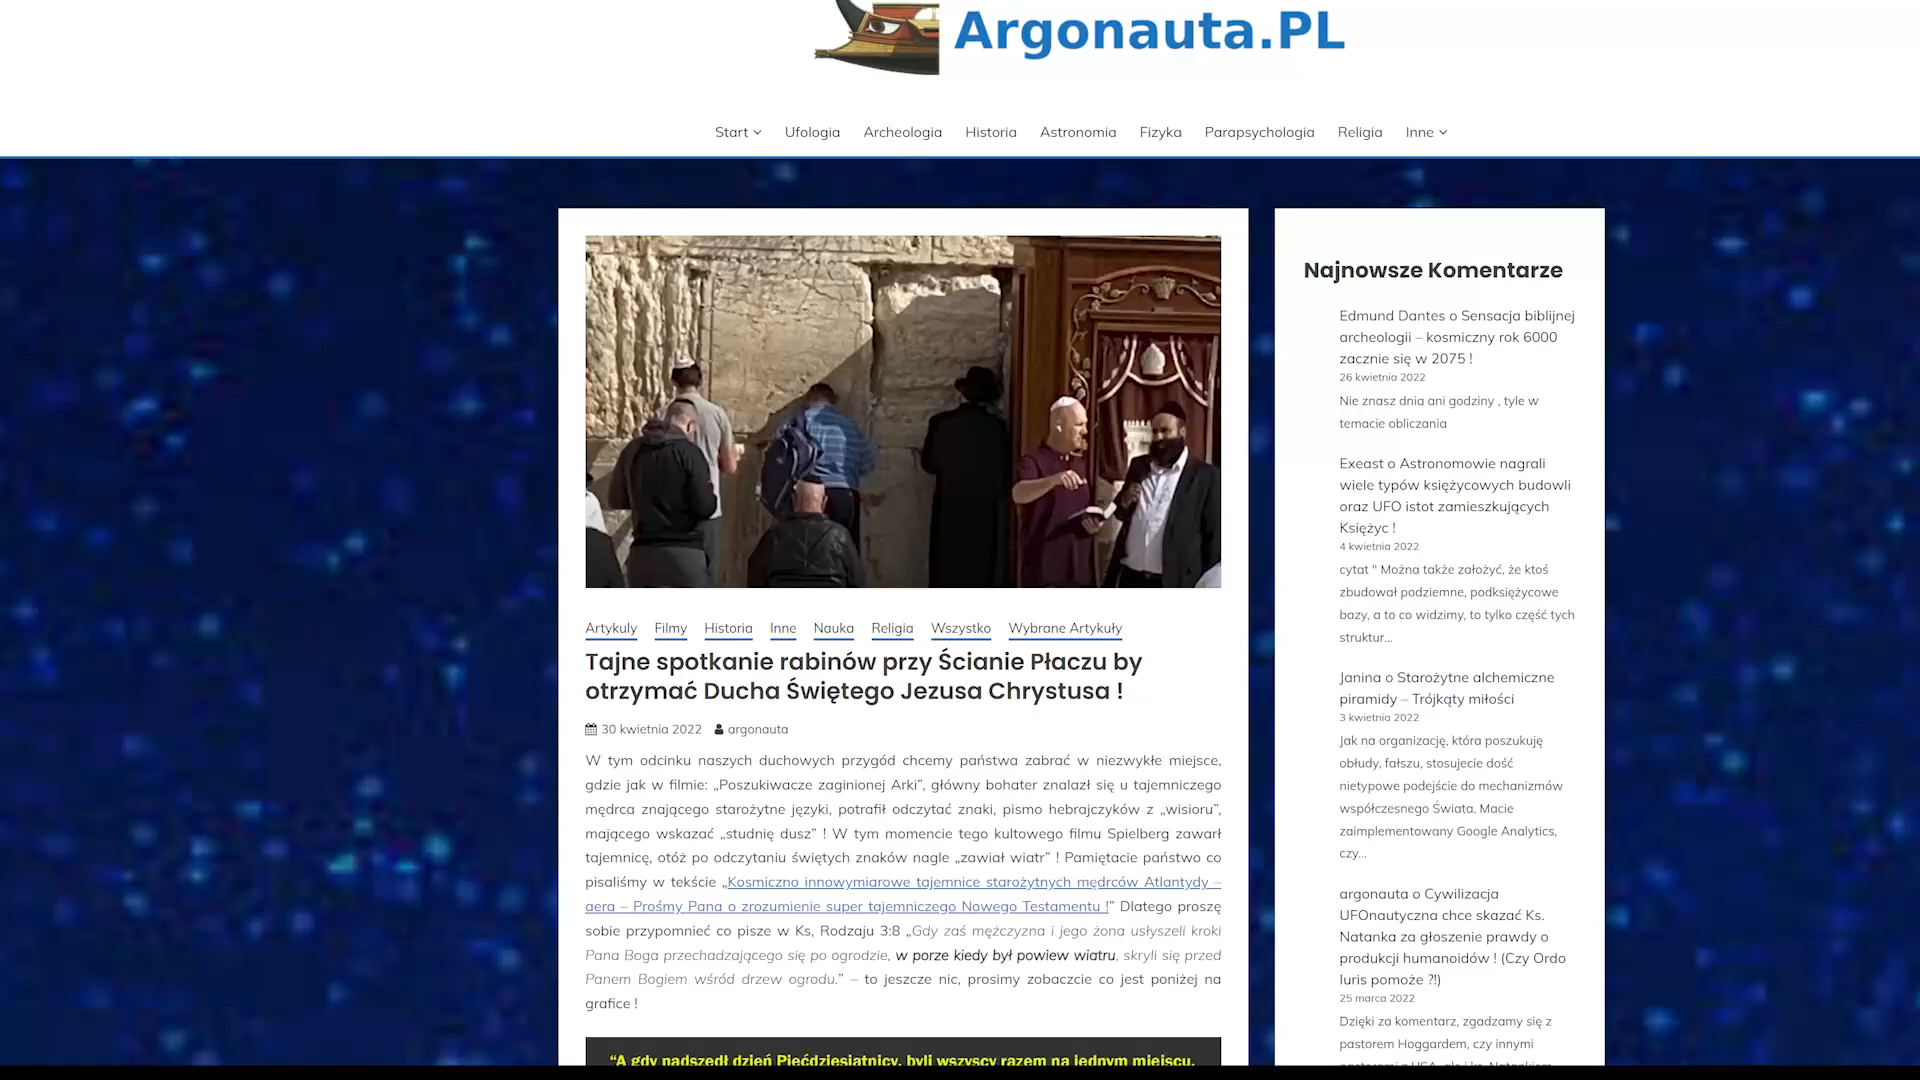 Argonauta.PL
Start
Ufologia
Archeologia
Historia
Astronomia
Fizyka
Parapsychologia
Religia
Inne
Artykuly Filmy Historia Inne Nauka Religia Wszystko Wybrane Artykuły
Tajne spotkanie rabinów przy Ścianie Płaczu by
otrzymać Ducha Świętego Jezusa Chrystusa !
30 kwietnia 2022 argonauta
W tym odcinku naszych duchowych przygód chcemy państwa zabrać w niezwykłe miejsce,
gdzie jak w filmie: „Poszukiwacze zaginionej Arki”, główny bohater znalazł się u tajemniczego
mędrca znającego starożytne języki, potrafił odczytać znaki, pismo hebrajczyków z „wisioru”,
mającego wskazać „studnię dusz” ! W tym momencie tego kultowego filmu Spielberg zawarł
tajemnicę, otóż po odczytaniu świętych znaków nagle „zawiał wiatr” ! Pamiętacie państwo co
pisaliśmy w tekście „Kosmiczno innowymiarowe tajemnice starożytnych mędrców Atlantydy –
aera – Prośmy Pana o zrozumienie super tajemniczego Nowego Testamentu !” Dlatego proszę
sobie przypomnieć co pisze w Ks, Rodzaju 3:8 „Gdy zaś mężczyzna i jego żona usłyszeli kroki
Pana Boga przechadzającego się po ogrodzie, w porze kiedy był powiew wiatru, skryli się przed
Panem Bogiem wśród drzew ogrodu.” – to jeszcze nic, prosimy zobaczcie co jest poniżej na
grafice !
“A gdy nadszedł dzień Pięćdziesiątnicy, byli wszyscy razem na jednym miejscu.
Najnowsze Komentarze
Edmund Dantes o Sensacja biblijnej
archeologii – kosmiczny rok 6000
zacznie się w 2075 !
26 kwietnia 2022
Nie znasz dnia ani godziny , tyle w
temacie obliczania
Exeast o Astronomowie nagrali
wiele typów księżycowych budowli
oraz UFO istot zamieszkujących
Księżyc !
4 kwietnia 2022
cytat " Można także założyć, że ktoś
zbudował podziemne, podksiężycowe
bazy, a to co widzimy, to tylko część tych
struktur...
Janina o Starożytne alchemiczne
piramidy – Trójkąty miłości
3 kwietnia 2022
Jak na organizację, która poszukuję
obłudy, fałszu, stosujecie dość
nietypowe podejście do mechanizmów
współczesnego Świata. Macie
zaimplementowany Google Analytics,
czy...
argonauta o Cywilizacja
UFOnautyczna chce skazać Ks.
Natanka za głoszenie prawdy o
produkcji humanoidów ! (Czy Ordo
Iuris pomoże ?!)
25 marca 2022
Dzięki za komentarz, zgadzamy się z
pastorem Hoggardem, czy innymi